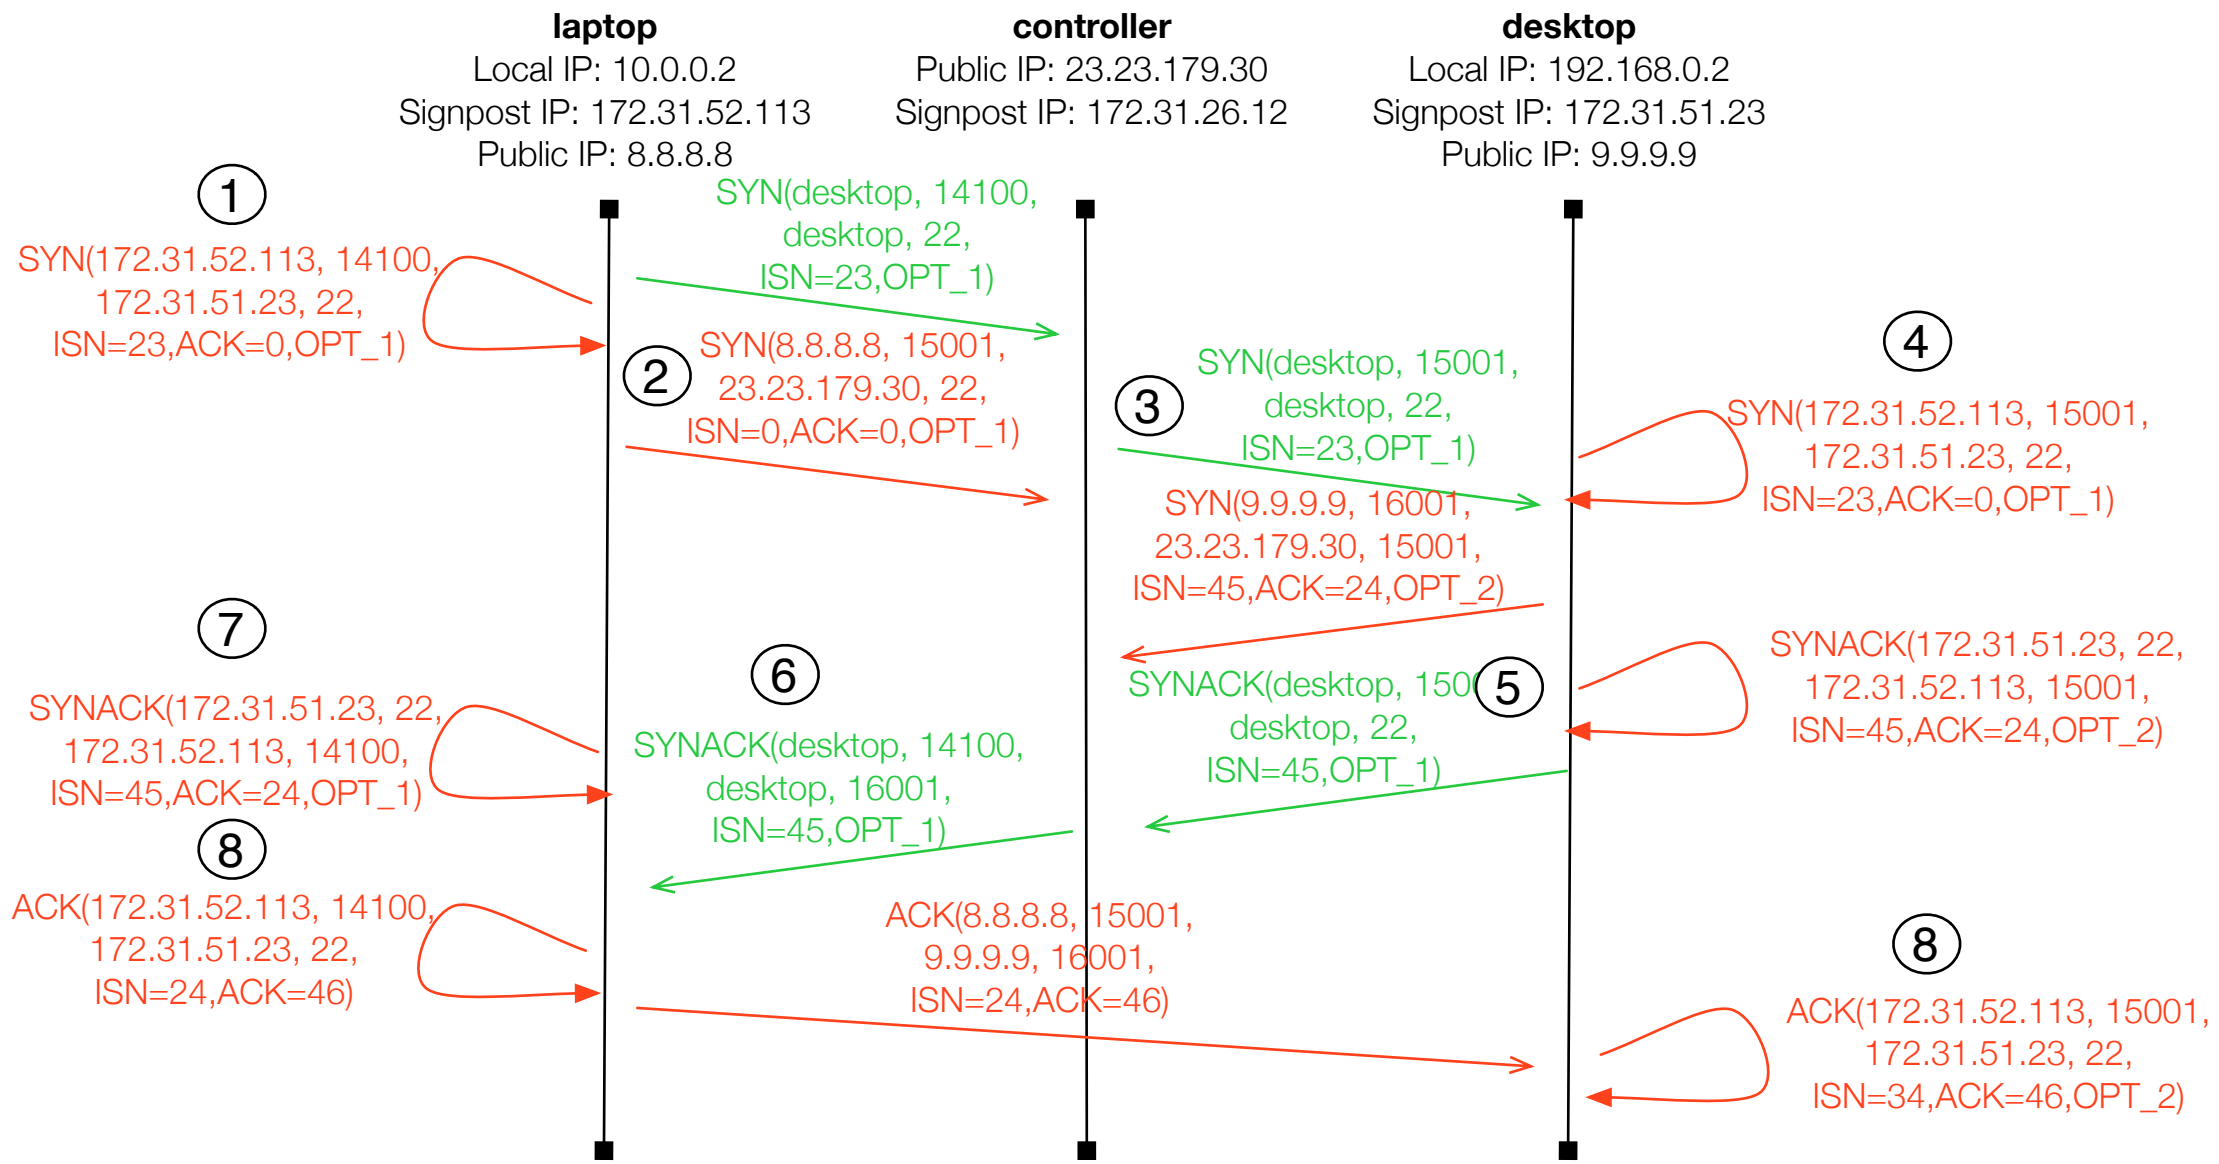 laptop
Local IP: 10.0.0.2
Signpost IP: 172.31.52.113
Public IP: 8.8.8.8
controller
Public IP: 23.23.179.30
Signpost IP: 172.31.26.12
desktop
Local IP: 192.168.0.2
Signpost IP: 172.31.51.23
Public IP: 9.9.9.9
1
SYN(172.31.52.113, 14100,
172.31.51.23, 22,
ISN=23,ACK=0,OPT_1)
SYN(desktop, 14100,
desktop, 22,
ISN=23,OPT_1)
2
SYN(8.8.8.8, 15001,
23.23.179.30, 22,
ISN=0,ACK=0,OPT_1)
3
SYN(desktop, 15001,
desktop, 22,
ISN=23,OPT_1)
4
SYN(172.31.52.113, 15001,
172.31.51.23, 22,
ISN=23,ACK=0,OPT_1)
SYN(9.9.9.9, 16001,
23.23.179.30, 15001,
ISN=45,ACK=24,OPT_2)
5
SYNACK(172.31.51.23, 22,
172.31.52.113, 15001,
ISN=45,ACK=24,OPT_2)
SYNACK(desktop,
desktop, 22,
ISN=45,OPT_1)
6
SYNACK(desktop, 14100,
desktop, 16001,
ISN=45,OPT_1)
7
SYNACK(172.31.51.23, 22,
172.31.52.113, 14100,
ISN=45,ACK=24,OPT_1)
8
ACK(172.31.52.113, 14100,
172.31.51.23, 22,
ISN=24,ACK=46)
ACK(8.8.8.8, 15001,
9.9.9.9, 16001,
ISN=24,ACK=46)
8
ACK(172.31.52.113, 15001,
172.31.51.23, 22,
ISN=34,ACK=46,OPT_2)